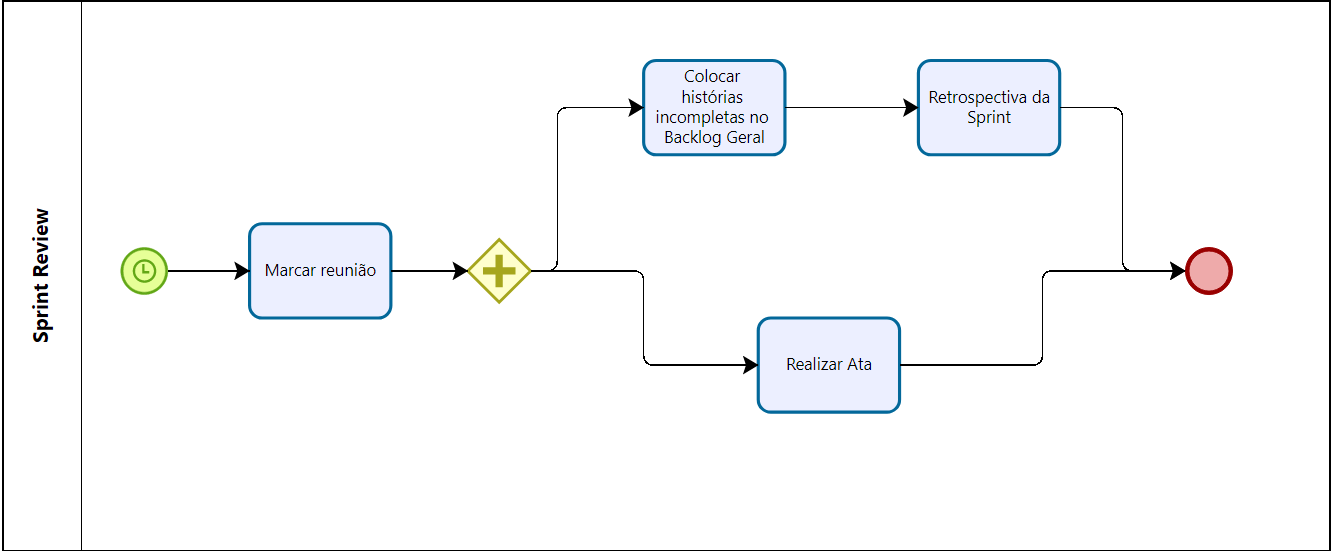 Sprint Review
Marcar reunião
Colocar
histórias
incompletas no
Backlog Geral
Retrospectiva da
Sprint
Realizar Ata